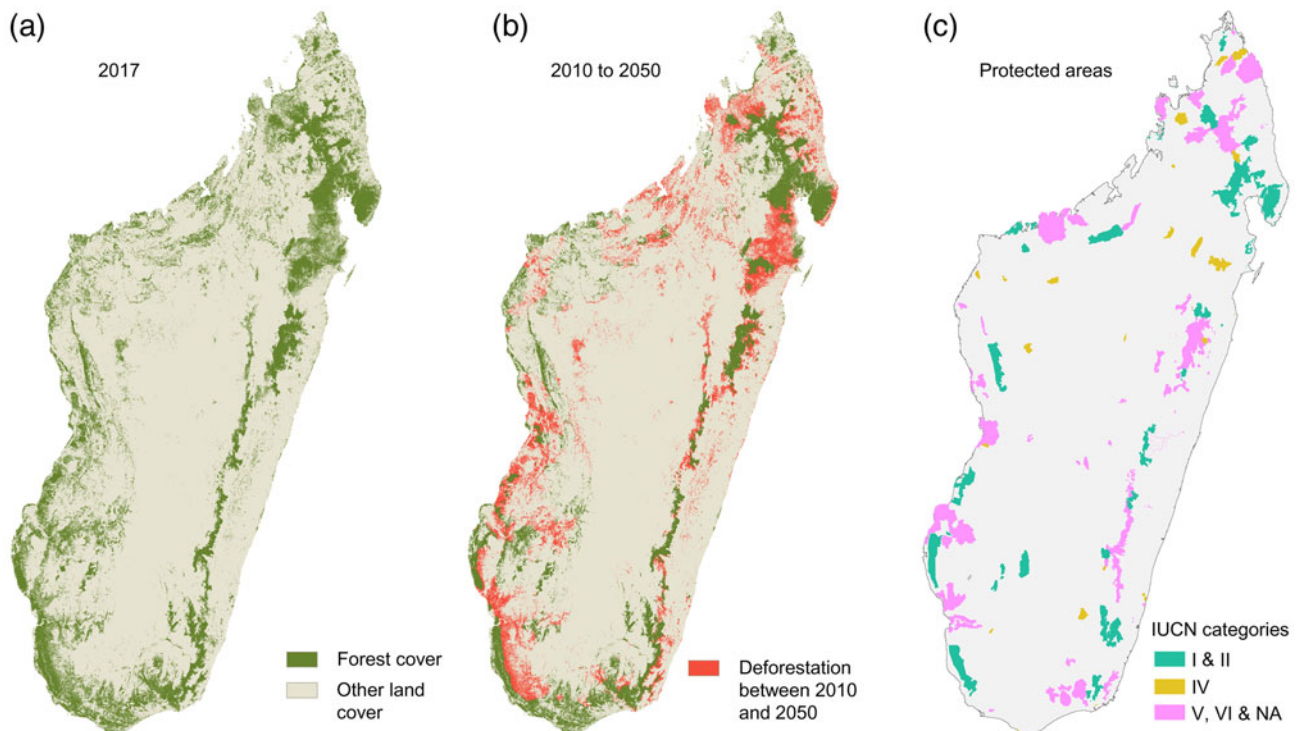 (a)
2017
Forest cover
Other land
cover
(b)
2010 to 2050
Deforestation
between 2010
and 2050
(c)
Protected areas
IUCN categories
I & II
IV
V, VI & NA